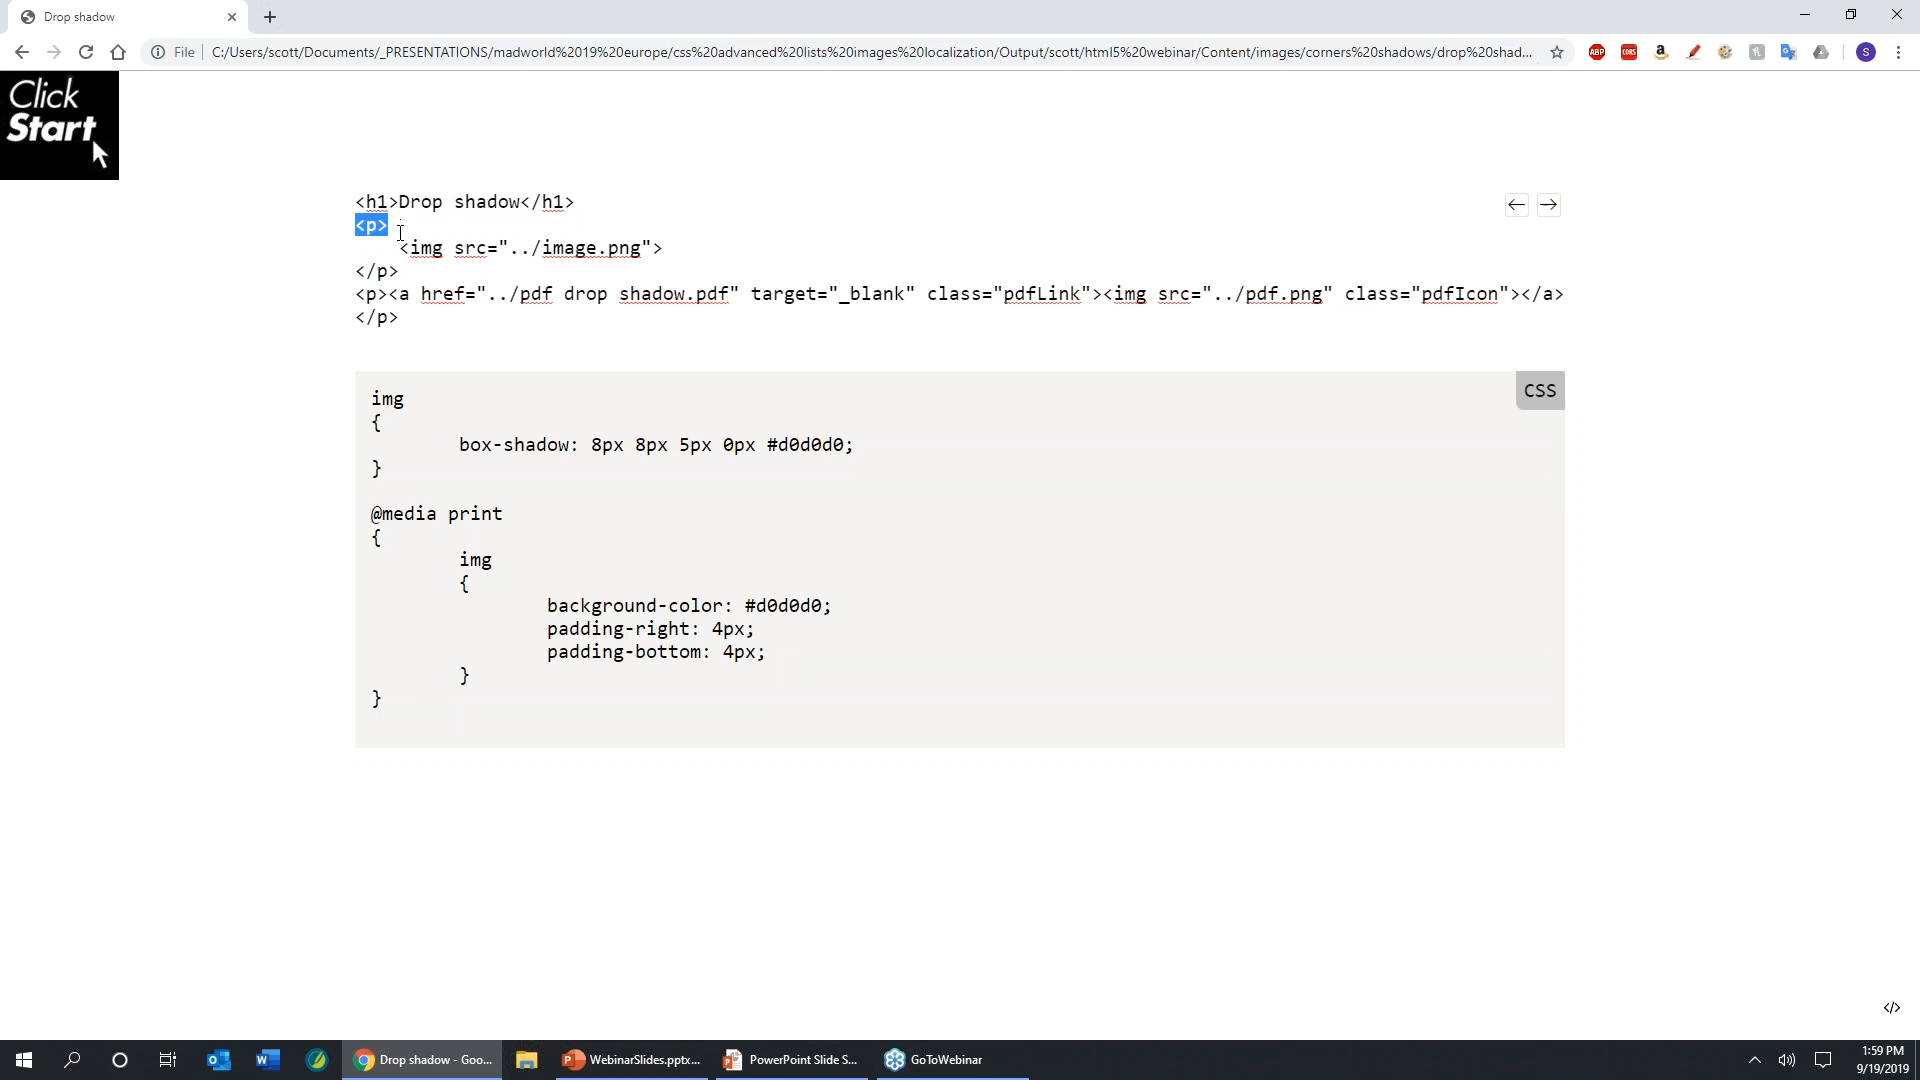 Drop shadow
File
C:/Users/scott/Documents/_PRESENTATIONS/madworld%2019%20europe/css%20advanced%20lists%20images%20localization/Output/scott/html5%20webinar/Content/images/corners%20shadows/drop%20shad...
ABP
CORS
S
Click
Start
<h1>Drop shadow</h1>
<p>
<img src="../image.png">
</p>
<p><a href="../pdf drop shadow.pdf" target="_blank" class="pdfLink"><img src="../pdf.png" class="pdfIcon"></a>
</p>
CSS
img
{
box-shadow: 8px 8px 5px 0px #d0d0d0;
}
@media print
{
img
{
background-color: #d0d0d0;
padding-right: 4px;
padding-bottom: 4px;
}
}
</>
Drop shadow - Goo...
WebinarSlides.pptx...
PowerPoint Slide S...
GoToWebinar
1:59 PM
9/19/2019